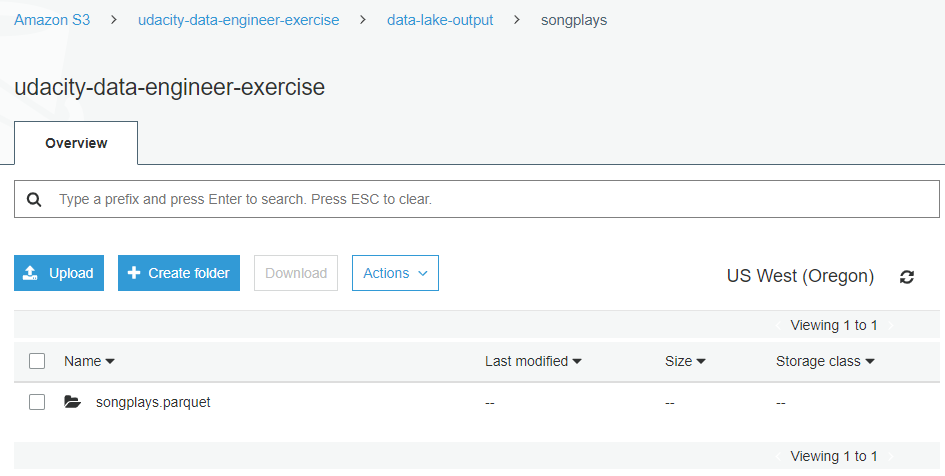 Amazon S3 > udacity-data-engineer-exercise > data-lake-output > songplays
udacity-data-engineer-exercise
Overview
Type a prefix and press Enter to search. Press ESC to clear.
Upload Create folder Download Actions US West (Oregon)
Viewing 1 to 1
Name Last modified Size Storage class
songplays.parquet -- -- --
Viewing 1 to 1